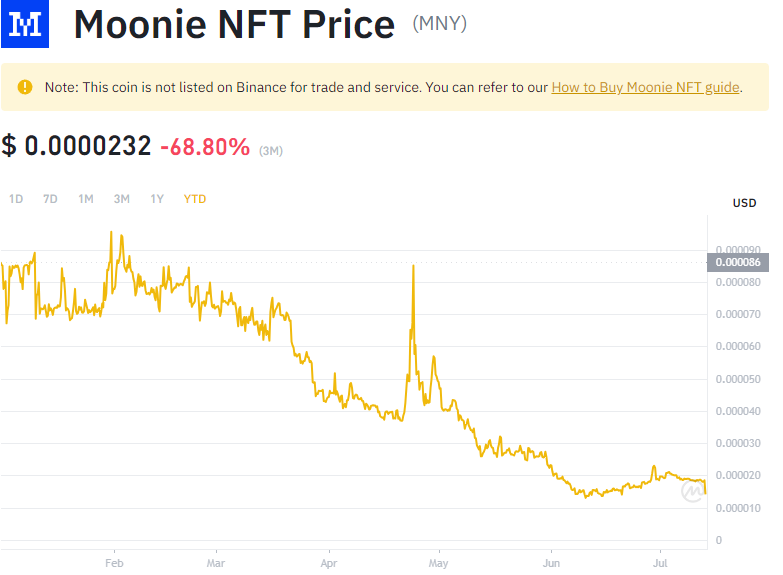 Moonie NFT Price (MNY)
Note: This coin is not listed on Binance for trade and service. You can refer to our How to Buy Moonie NFT guide.
$ 0.0000232 -68.80% (3M)
1D 7D 1M 3M 1Y YTD
USD
0.000090
0.000086
0.000080
0.000070
0.000060
0.000050
0.000040
0.000030
0.000020
0.000010
0
Feb Mar Apr May Jun Jul